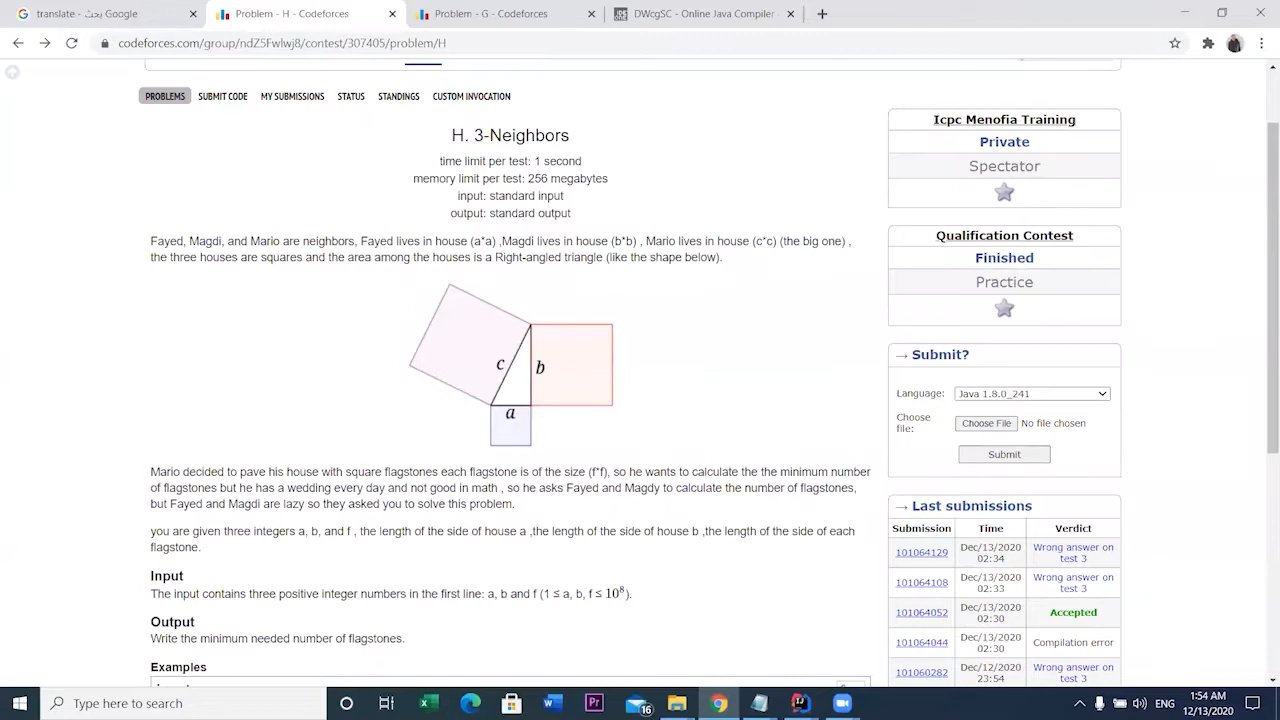 translate - بحث Google
Problem - H - Codeforces
Problem - G - Codeforces
DWcgSC - Online Java Compiler
codeforces.com/group/ndZ5Fwlwj8/contest/307405/problem/H
PROBLEMS SUBMIT CODE MY SUBMISSIONS STATUS STANDINGS CUSTOM INVOCATION
H. 3-Neighbors
time limit per test: 1 second
memory limit per test: 256 megabytes
input: standard input
output: standard output
Fayed, Magdi, and Mario are neighbors, Fayed lives in house (a*a) ,Magdi lives in house (b*b) , Mario lives in house (c*c) (the big one) ,
the three houses are squares and the area among the houses is a Right-angled triangle (like the shape below).
c
b
a
Mario decided to pave his house with square flagstones each flagstone is of the size (f*f), so he wants to calculate the the minimum number
of flagstones but he has a wedding every day and not good in math , so he asks Fayed and Magdy to calculate the number of flagstones,
but Fayed and Magdi are lazy so they asked you to solve this problem.
you are given three integers a, b, and f , the length of the side of house a ,the length of the side of house b ,the length of the side of each
flagstone.
Input
The input contains three positive integer numbers in the first line: a, b and f (1 ≤ a, b, f ≤ 10⁸).
Output
Write the minimum needed number of flagstones.
Examples
Icpc Menofia Training
Private
Spectator
Qualification Contest
Finished
Practice
→ Submit?
Language: Java 1.8.0_241
Choose
file: Choose File No file chosen
Submit
→ Last submissions
Submission Time Verdict
101064129 Dec/13/2020 02:34 Wrong answer on test 3
101064108 Dec/13/2020 02:33 Wrong answer on test 3
101064052 Dec/13/2020 02:30 Accepted
101064044 Dec/13/2020 02:30 Compilation error
101060282 Dec/12/2020 23:54 Wrong answer on test 3
Type here to search
16
ENG
1:54 AM
12/13/2020